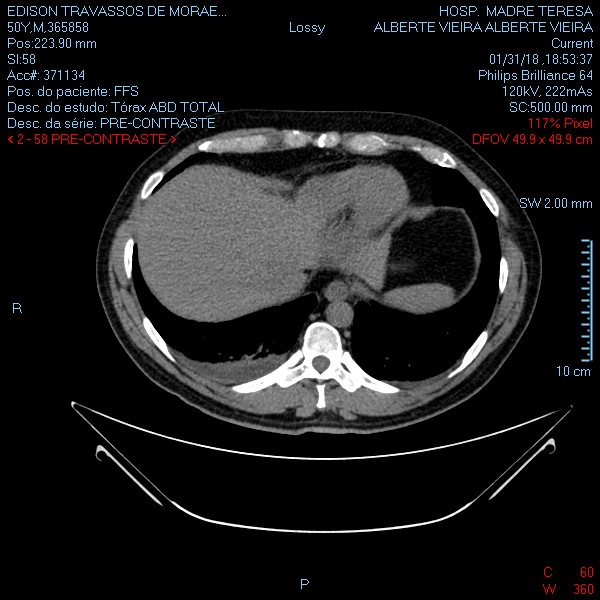 EDISON TRAVASSOS DE MORAE...
50Y,M,365858
Pos:223.90 mm
SI:58
Acc#: 371134
Pos. do paciente: FFS
Desc. do estudo: Tórax ABD TOTAL
Desc. da série: PRE-CONTRASTE
< 2 - 58 PRE-CONTRASTE >
Lossy
HOSP. MADRE TERESA
ALBERTE VIEIRA ALBERTE VIEIRA
Current
01/31/18 ,18:53:37
Philips Brilliance 64
120kV, 222mAs
SC:500.00 mm
117% Pixel
DFOV 49.9 x 49.9 cm
SW 2.00 mm
R
10 cm
P
C 60
W 360